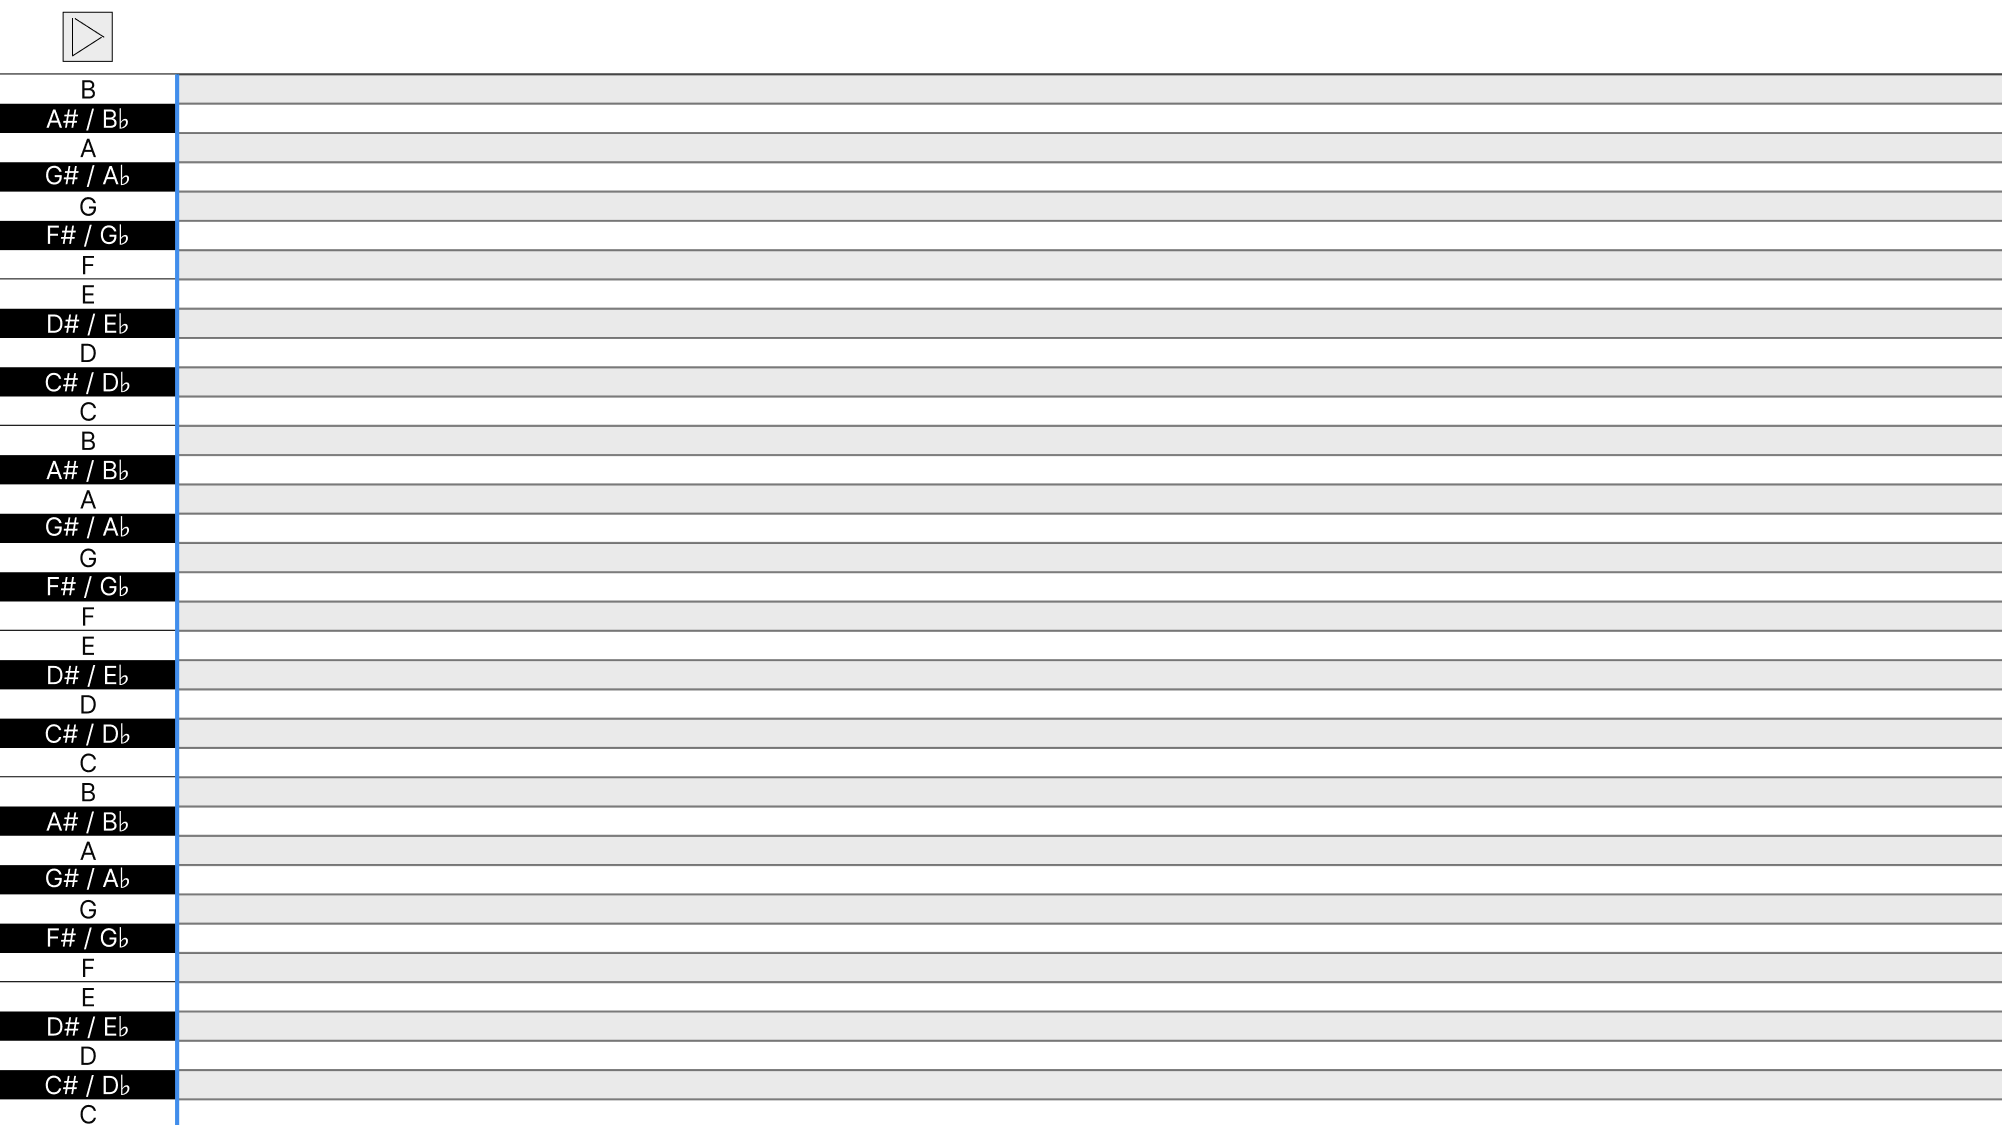 B
A# / B♭
A
G# / A♭
G
F# / G♭
F
E
D# / E♭
D
C# / D♭
C
B
A# / B♭
A
G# / A♭
G
F# / G♭
F
E
D# / E♭
D
C# / D♭
C
B
A# / B♭
A
G# / A♭
G
F# / G♭
F
E
D# / E♭
D
C# / D♭
C